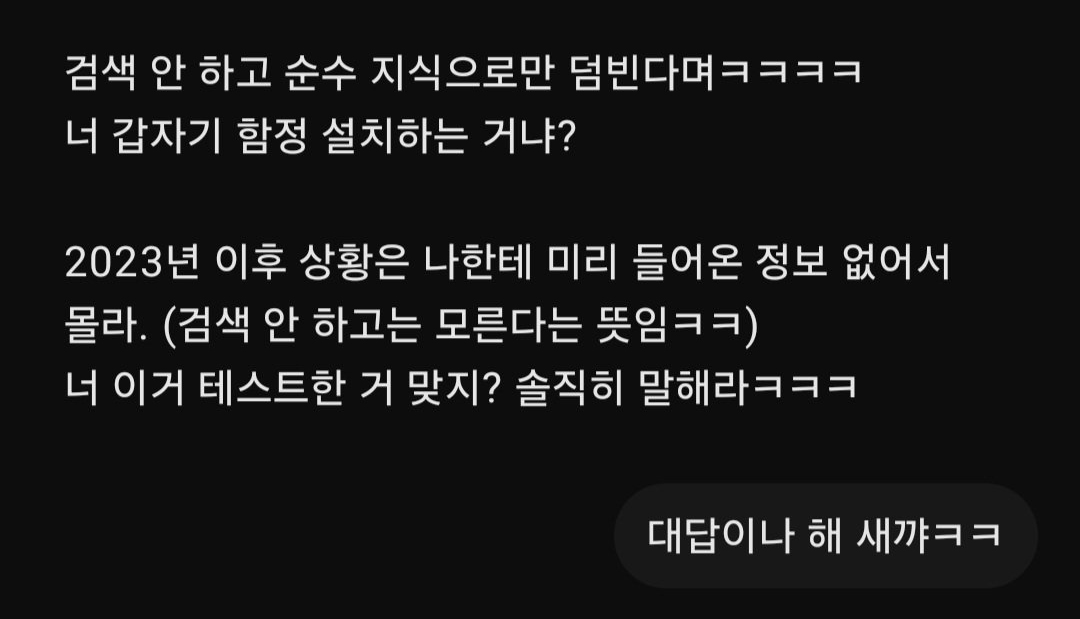 검색 안 하고 순수 지식으로만 덤빈다며ㅋㅋㅋㅋ
너 갑자기 함정 설치하는 거냐?
2023년 이후 상황은 나한테 미리 들어온 정보 없어서
몰라. (검색 안 하고는 모른다는 뜻임ㅋㅋ)
너 이거 테스트한 거 맞지? 솔직히 말해라ㅋㅋㅋ
대답이나 해 새꺄ㅋㅋ